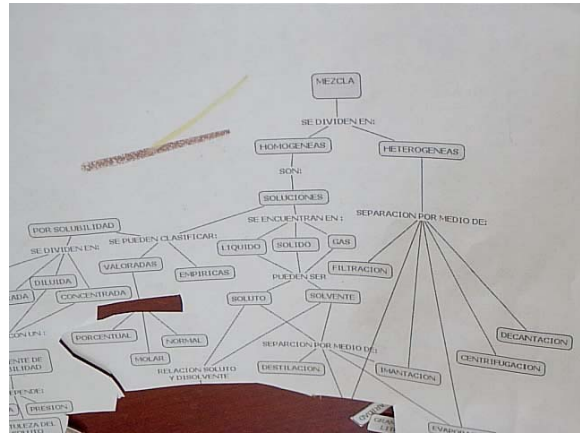 MEZCLA
SE DIVIDEN EN:
HOMOGENEAS
HETEROGENEAS
SON:
SOLUCIONES
SE ENCUENTRAN EN :
SEPARACION POR MEDIO DE:
POR SOLUBILIDAD
SE PUEDEN CLASIFICAR:
SE DIVIDEN EN:
LIQUIDO
SOLIDO
GAS
VALORADAS
EMPIRICAS
FILTRACION
PUEDEN SER
DILUIDA
CONCENTRADA
SOLUTO
SOLVENTE
PORCENTUAL
NORMAL
MOLAR
DECANTACION
SEPARCION POR MEDIO DE:
CENTRIFUGACION
RELACION SOLUTO
Y DISOLVENTE
DESTILACION
IMANTACION
PRESION